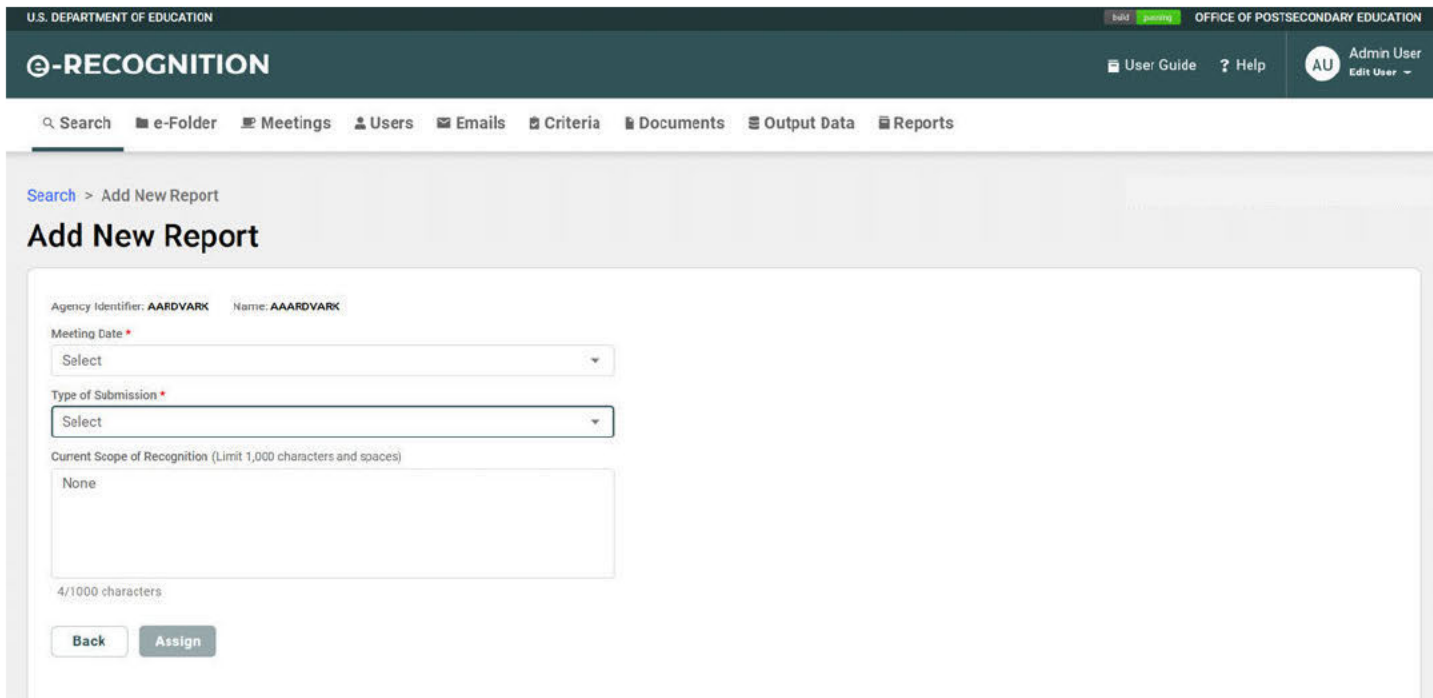 U.S. DEPARTMENT OF EDUCATION
build passing OFFICE OF POSTSECONDARY EDUCATION
e-RECOGNITION
User Guide ? Help AU Admin User
Edit User
Search e-Folder Meetings Users Emails Criteria Documents Output Data Reports
Search > Add New Report
Add New Report
Agency Identifier: AARDVARK Name: AAARDVARK
Meeting Date *
Select
Type of Submission *
Select
Current Scope of Recognition (Limit 1,000 characters and spaces)
None
4/1000 characters
Back Assign